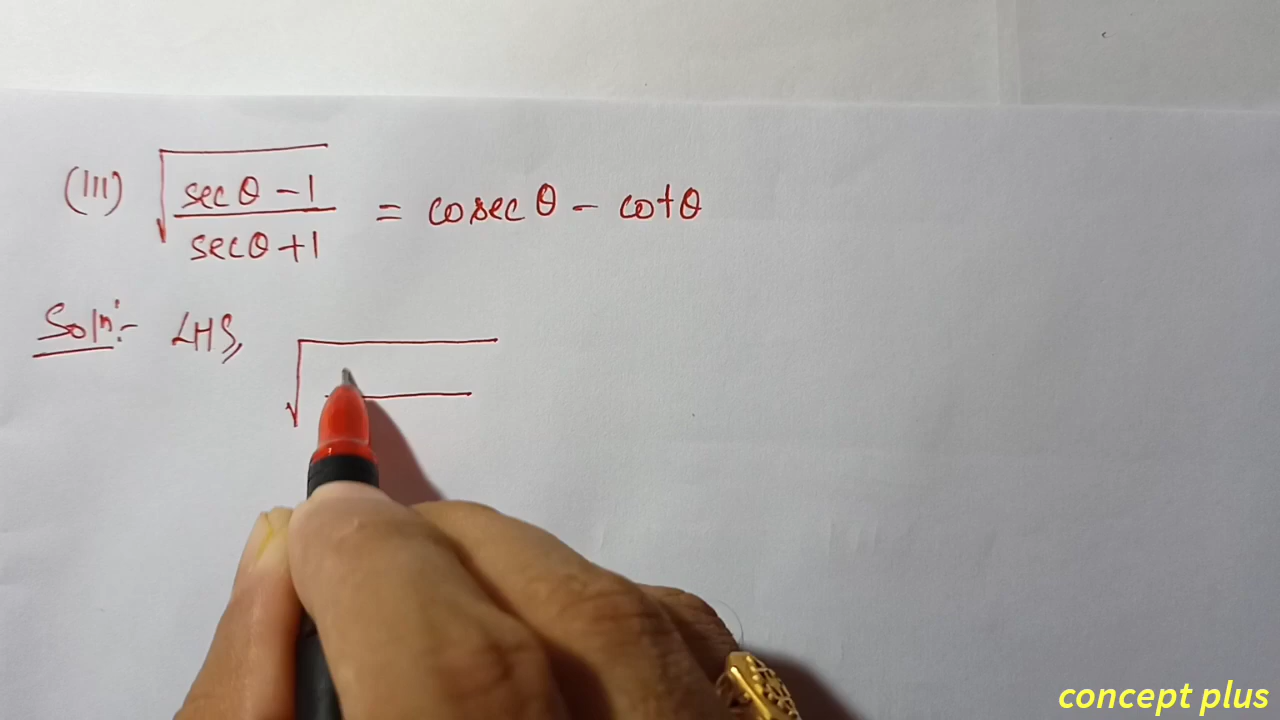 (III) √(secθ - 1 / secθ + 1) = cosecθ - cotθ
Soln:- LHS,
concept plus